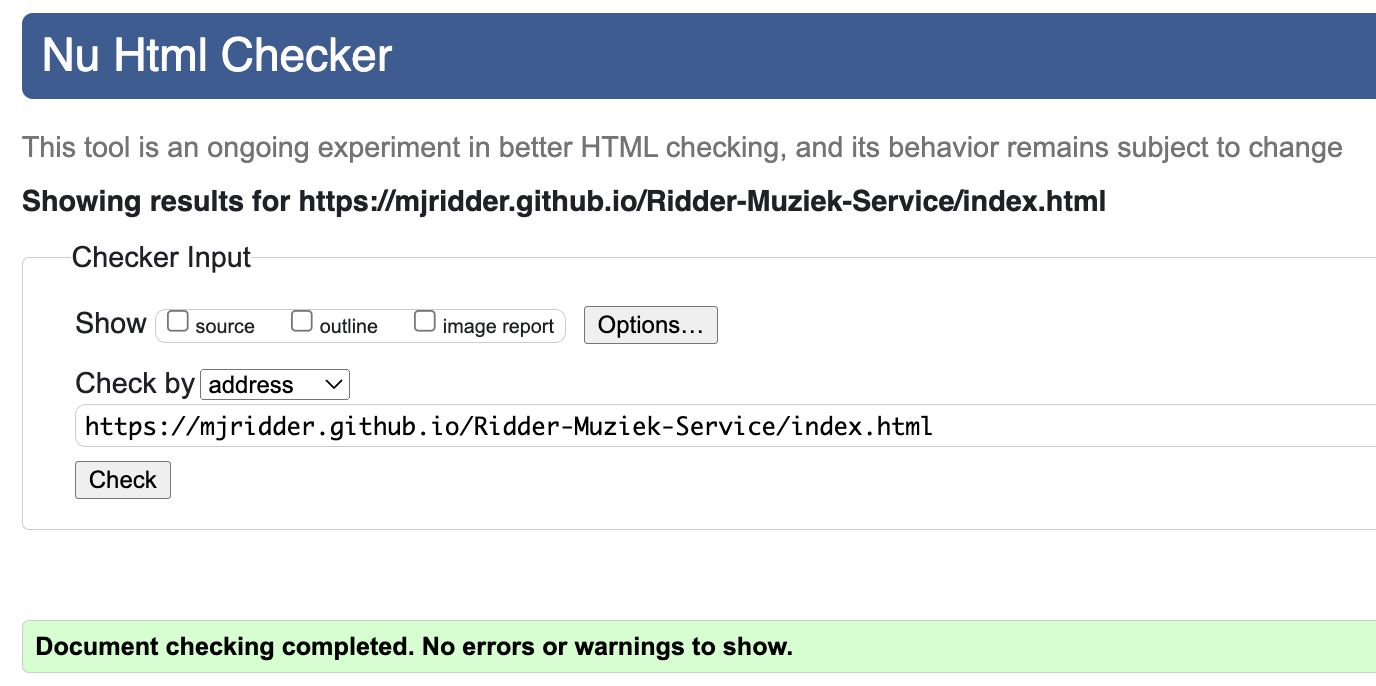 Nu Html Checker
This tool is an ongoing experiment in better HTML checking, and its behavior remains subject to change
Showing results for https://mjridder.github.io/Ridder-Muziek-Service/index.html
Checker Input
Show source outline image report Options...
Check by address
https://mjridder.github.io/Ridder-Muziek-Service/index.html
Check
Document checking completed. No errors or warnings to show.